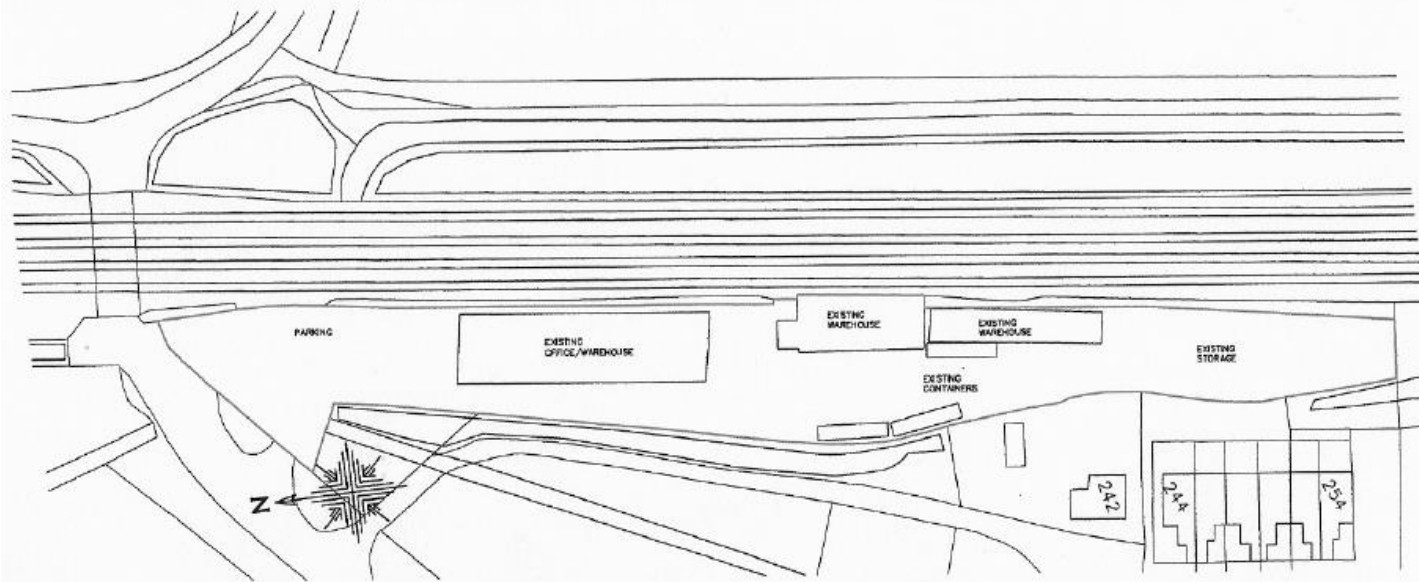 PARKING
EXISTING
OFFICE/WAREHOUSE
EXISTING
WAREHOUSE
EXISTING
WAREHOUSE
EXISTING
STORAGE
EXISTING
CONTAINERS
N
242
244
254